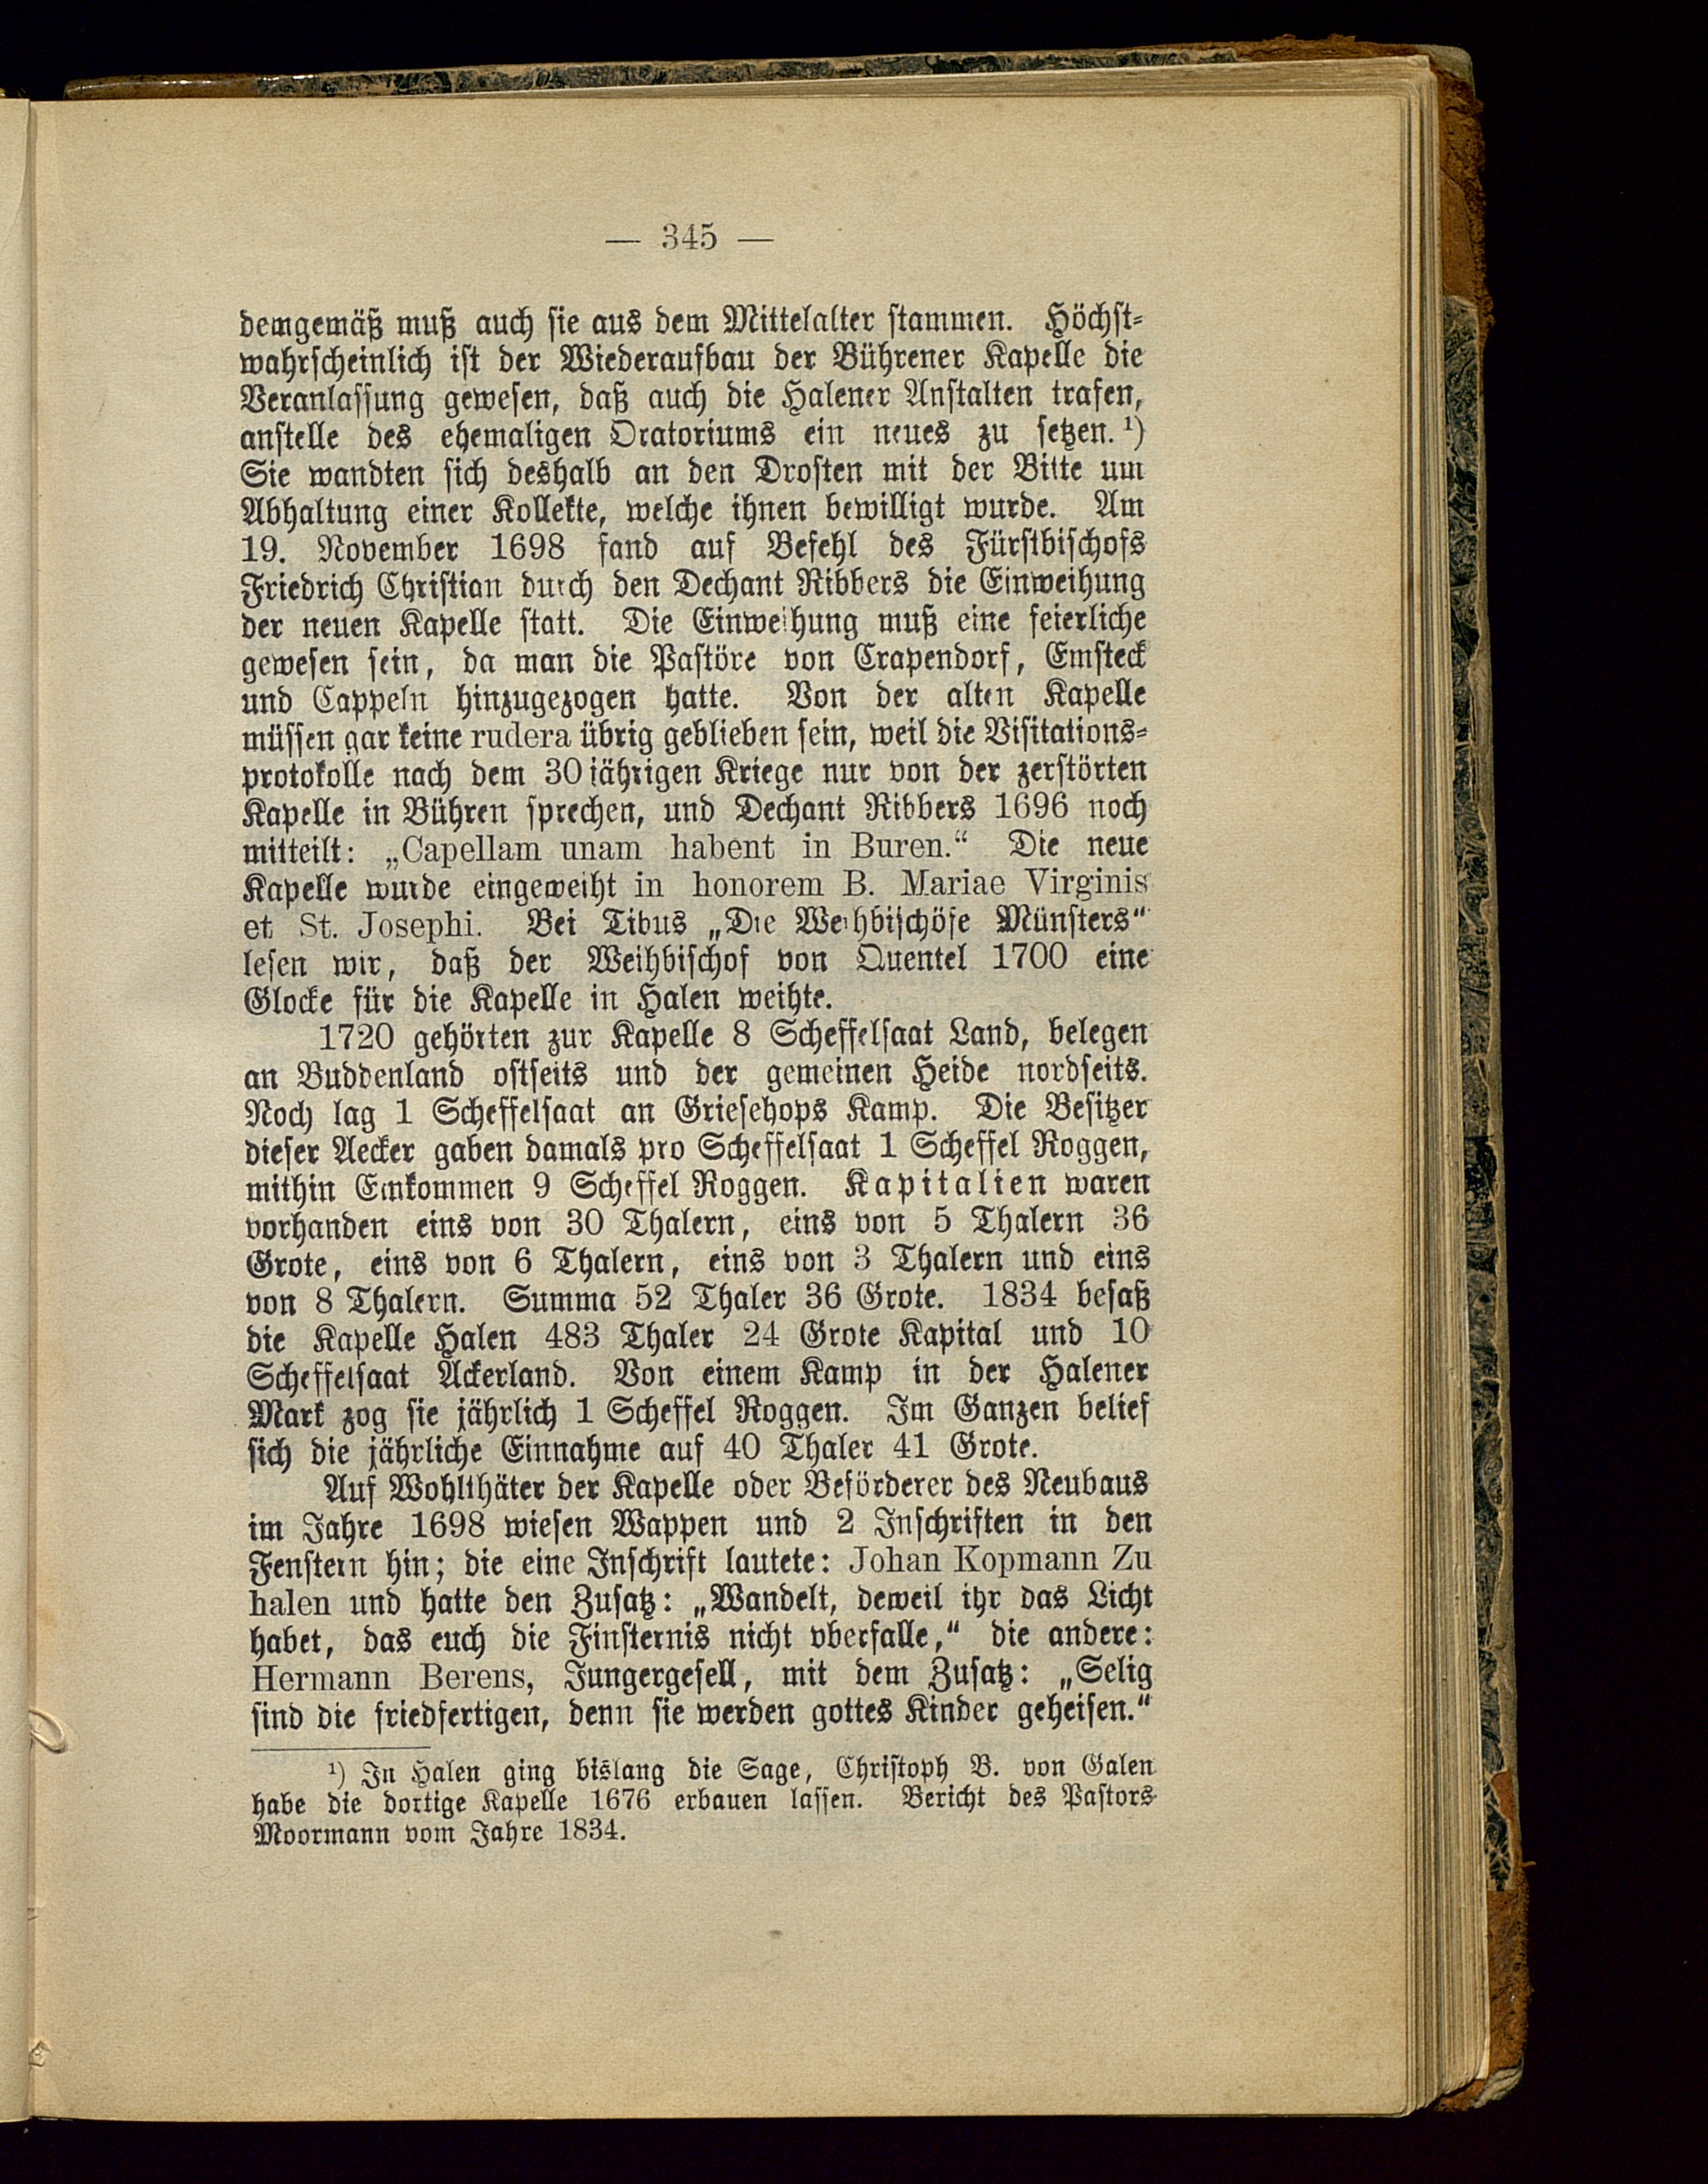 — 345 —
demgemäß muß auch sie aus dem Mittelalter stammen. Höchst-
wahrscheinlich ist der Wiederaufbau der Bührener Kapelle die
Veranlassung gewesen, daß auch die Halener Anstalten trafen,
anstelle des ehemaligen Oratoriums ein neues zu setzen. ¹)
Sie wandten sich deshalb an den Drosten mit der Bitte um
Abhaltung einer Kollekte, welche ihnen bewilligt wurde. Am
19. November 1698 fand auf Befehl des Fürstbischofs
Friedrich Christian durch den Dechant Ribbers die Einweihung
der neuen Kapelle statt. Die Einweihung muß eine feierliche
gewesen sein, da man die Pastöre von Crapendorf, Emsteck
und Cappeln hinzugezogen hatte. Von der alten Kapelle
müssen gar keine rudera übrig geblieben sein, weil die Visitations-
protokolle nach dem 30jährigen Kriege nur von der zerstörten
Kapelle in Bühren sprechen, und Dechant Ribbers 1696 noch
mitteilt: „Capellam unam habent in Buren.“ Die neue
Kapelle wurde eingeweiht in honorem B. Mariae Virginis
et St. Josephi. Bei Tibus „Die Weihbischöfe Münsters“
lesen wir, daß der Weihbischof von Quentel 1700 eine
Glocke für die Kapelle in Halen weihte.
1720 gehörten zur Kapelle 8 Scheffelsaat Land, belegen
an Buddenland ostseits und der gemeinen Heide nordseits.
Noch lag 1 Scheffelsaat an Griesehops Kamp. Die Besitzer
dieser Aecker gaben damals pro Scheffelsaat 1 Scheffel Roggen,
mithin Einkommen 9 Scheffel Roggen. Kapitalien waren
vorhanden eins von 30 Thalern, eins von 5 Thalern 36
Grote, eins von 6 Thalern, eins von 3 Thalern und eins
von 8 Thalern. Summa 52 Thaler 36 Grote. 1834 besaß
die Kapelle Halen 483 Thaler 24 Grote Kapital und 10
Scheffelsaat Ackerland. Von einem Kamp in der Halener
Mark zog sie jährlich 1 Scheffel Roggen. Im Ganzen belief
sich die jährliche Einnahme auf 40 Thaler 41 Grote.
Auf Wohlthäter der Kapelle oder Beförderer des Neubaus
im Jahre 1698 wiesen Wappen und 2 Inschriften in den
Fenstern hin; die eine Inschrift lautete: Johan Kopmann Zu
halen und hatte den Zusatz: „Wandelt, deweil ihr das Licht
habet, das euch die Finsternis nicht vberfalle,“ die andere:
Hermann Berens, Jungergesell, mit dem Zusatz: „Selig
sind die friedfertigen, denn sie werden gottes Kinder geheisen.“
¹) In Halen ging bislang die Sage, Christoph B. von Galen
habe die dortige Kapelle 1676 erbauen lassen. Bericht des Pastors
Moormann vom Jahre 1834.